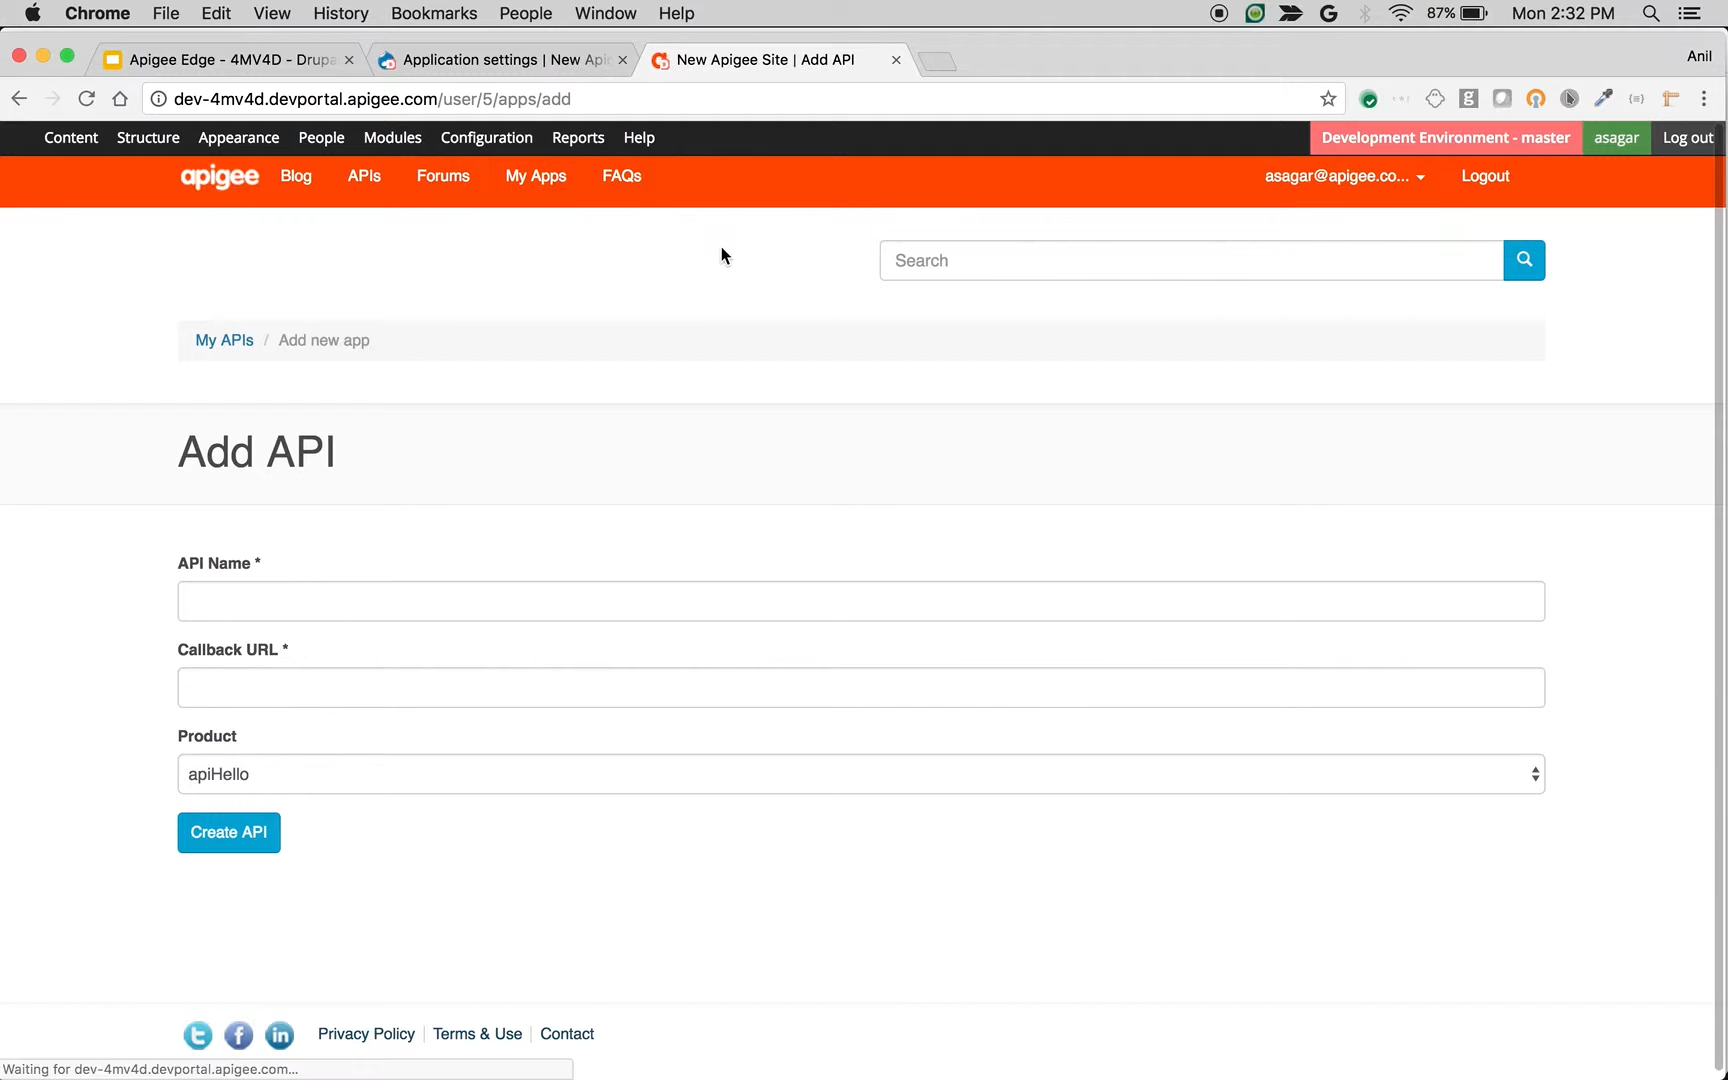 Chrome File Edit View History Bookmarks People Window Help 87% Mon 2:32 PM
Apigee Edge - 4MV4D - Drupa Application settings | New Apig New Apigee Site | Add API Anil
dev-4mv4d.devportal.apigee.com/user/5/apps/add
Content Structure Appearance People Modules Configuration Reports Help Development Environment - master asagar Log out
apigee Blog APIs Forums My Apps FAQs asagar@apigee.co... Logout
Search
My APIs / Add new app
Add API
API Name *
Callback URL *
Product
apiHello
Create API
Privacy Policy Terms & Use Contact
Waiting for dev-4mv4d.devportal.apigee.com...